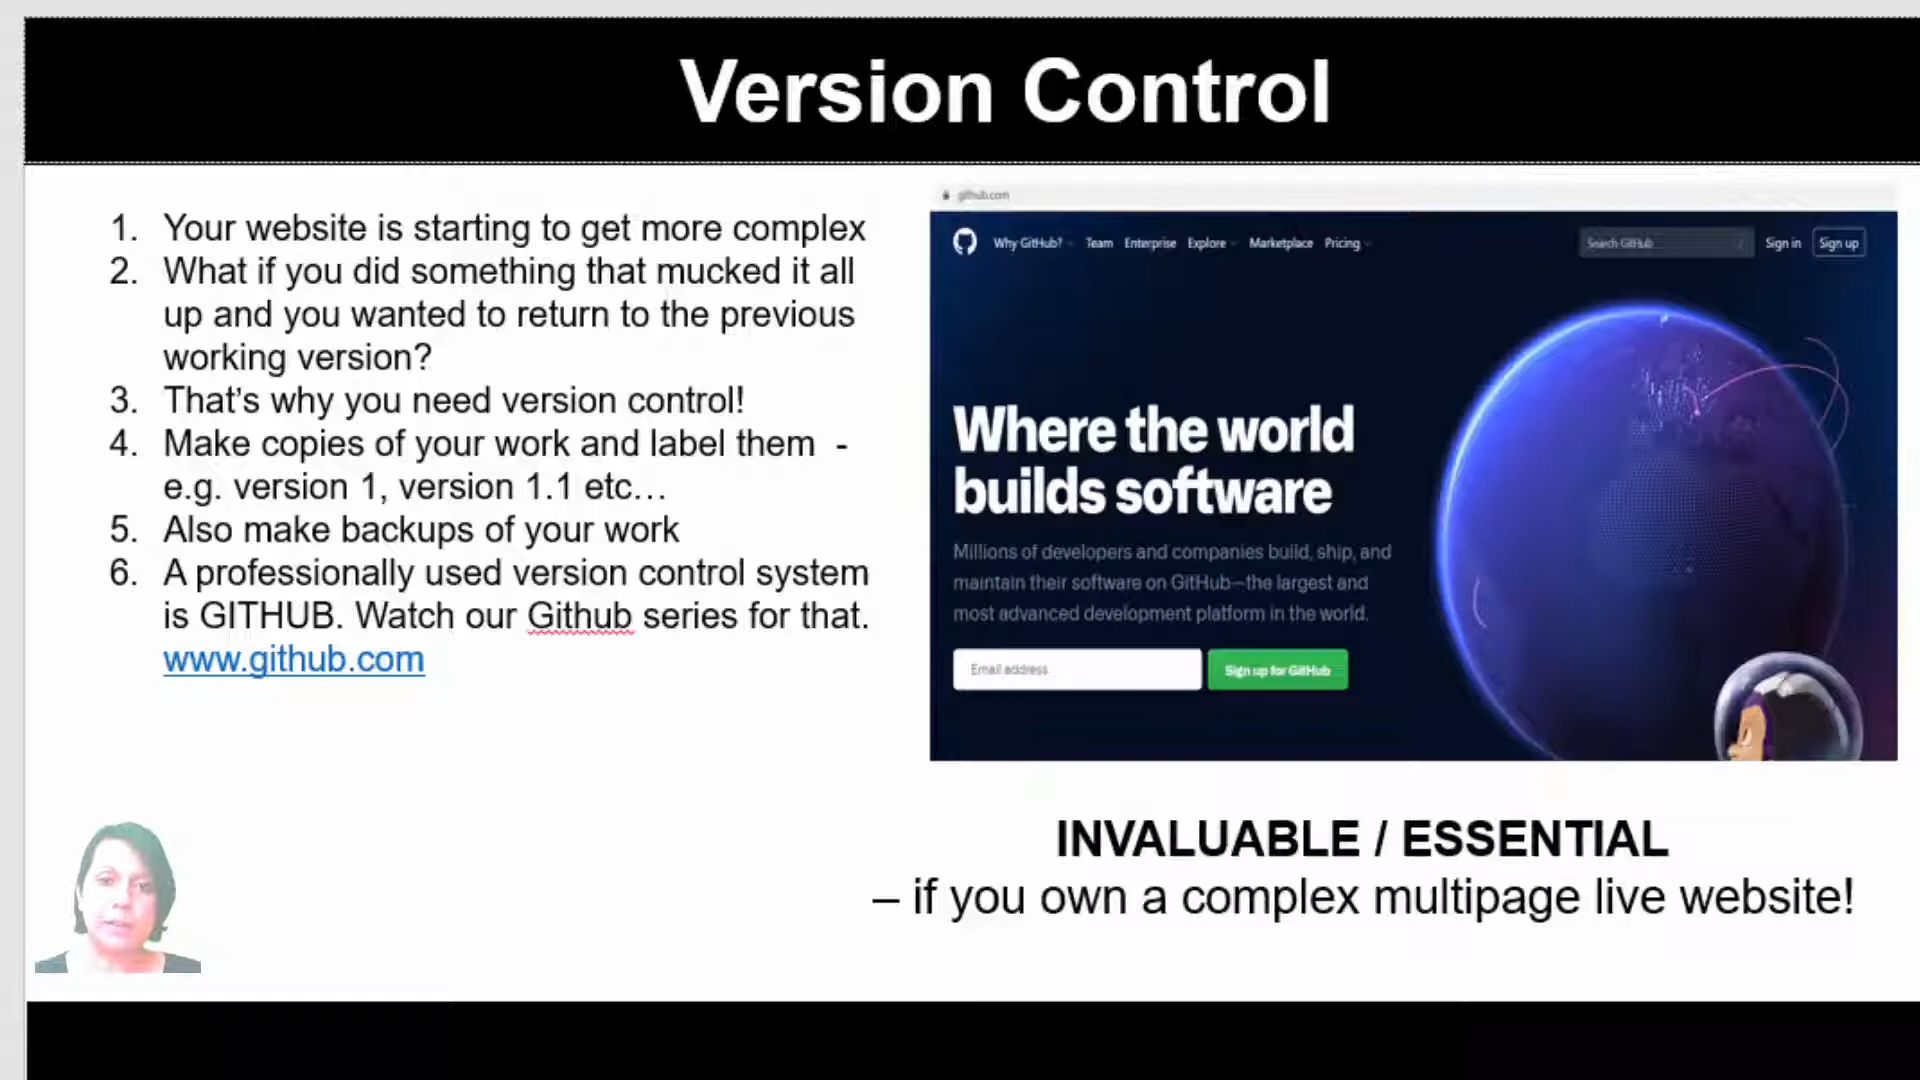 Version Control
1. Your website is starting to get more complex
2. What if you did something that mucked it all
up and you wanted to return to the previous
working version?
3. That's why you need version control!
4. Make copies of your work and label them -
e.g. version 1, version 1.1 etc…
5. Also make backups of your work
6. A professionally used version control system
is GITHUB. Watch our Github series for that.
www.github.com
github.com
Why GitHub? Team Enterprise Explore Marketplace Pricing Search GitHub / Sign in Sign up
Where the world
builds software
Millions of developers and companies build, ship, and
maintain their software on GitHub—the largest and
most advanced development platform in the world.
Email address Sign up for GitHub
INVALUABLE / ESSENTIAL
– if you own a complex multipage live website!